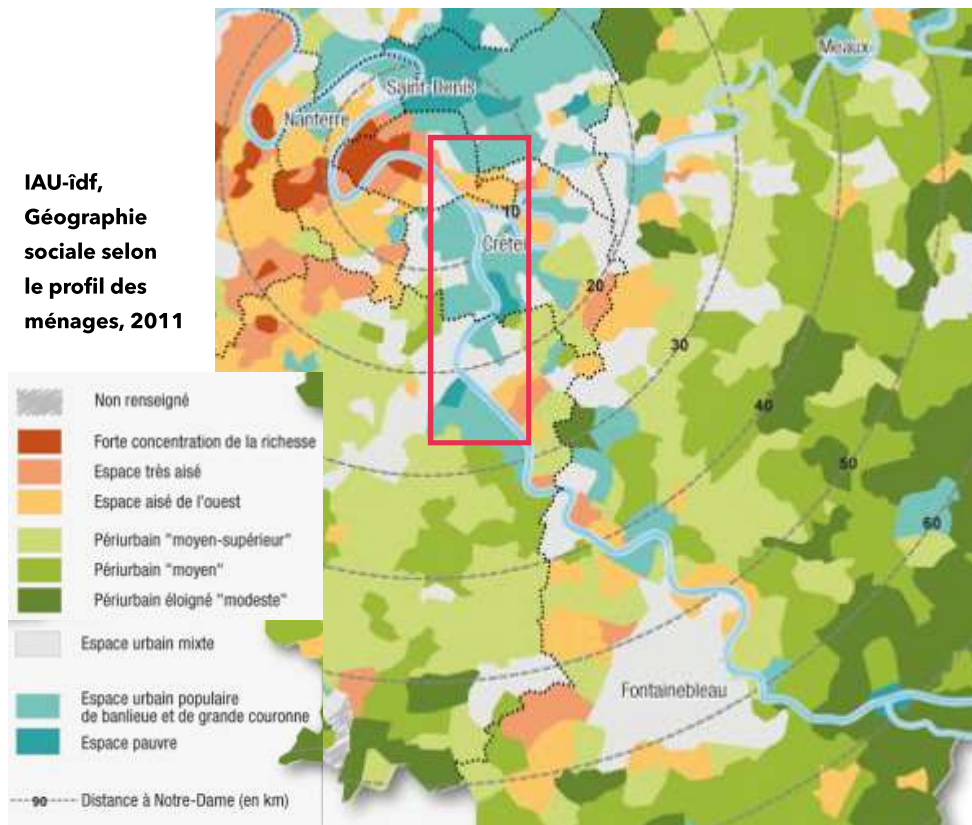 IAU-îdf,
Géographie
sociale selon
le profil des
ménages, 2011
Meaux
Saint-Denis
Nanterre
10
Créteil
20
30
40
50
60
Fontainebleau
Non renseigné
Forte concentration de la richesse
Espace très aisé
Espace aisé de l'ouest
Périurbain "moyen-supérieur"
Périurbain "moyen"
Périurbain éloigné "modeste"
Espace urbain mixte
Espace urbain populaire
de banlieue et de grande couronne
Espace pauvre
90 Distance à Notre-Dame (en km)